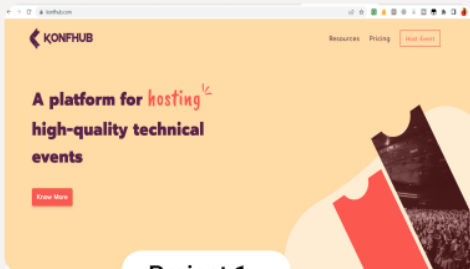 konfhub.com
KONFHUB
Resources Pricing Host Event
A platform for hosting
high-quality technical
events
Know More